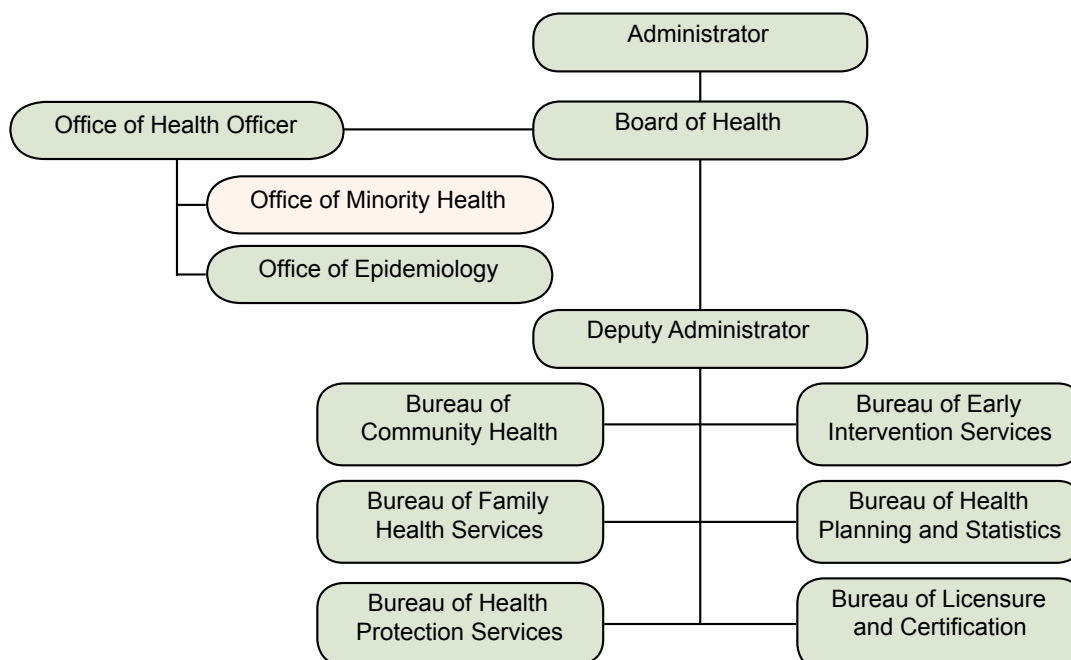 Administrator
Board of Health
Office of Health Officer
Office of Minority Health
Office of Epidemiology
Deputy Administrator
Bureau of
Community Health
Bureau of Early
Intervention Services
Bureau of Family
Health Services
Bureau of Health
Planning and Statistics
Bureau of Health
Protection Services
Bureau of Licensure
and Certification